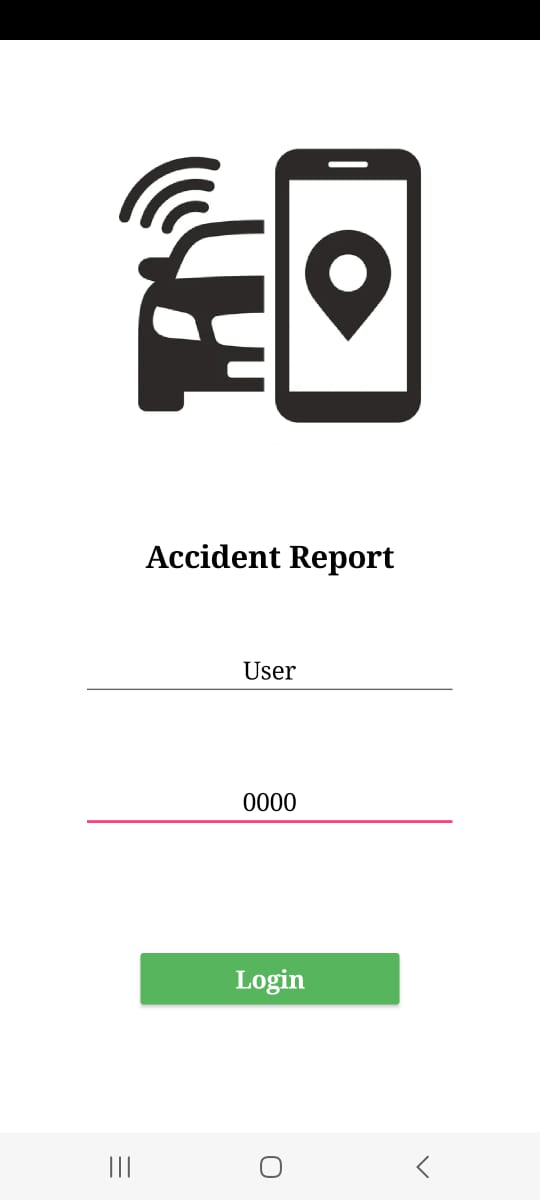 Accident Report
User
0000
Login